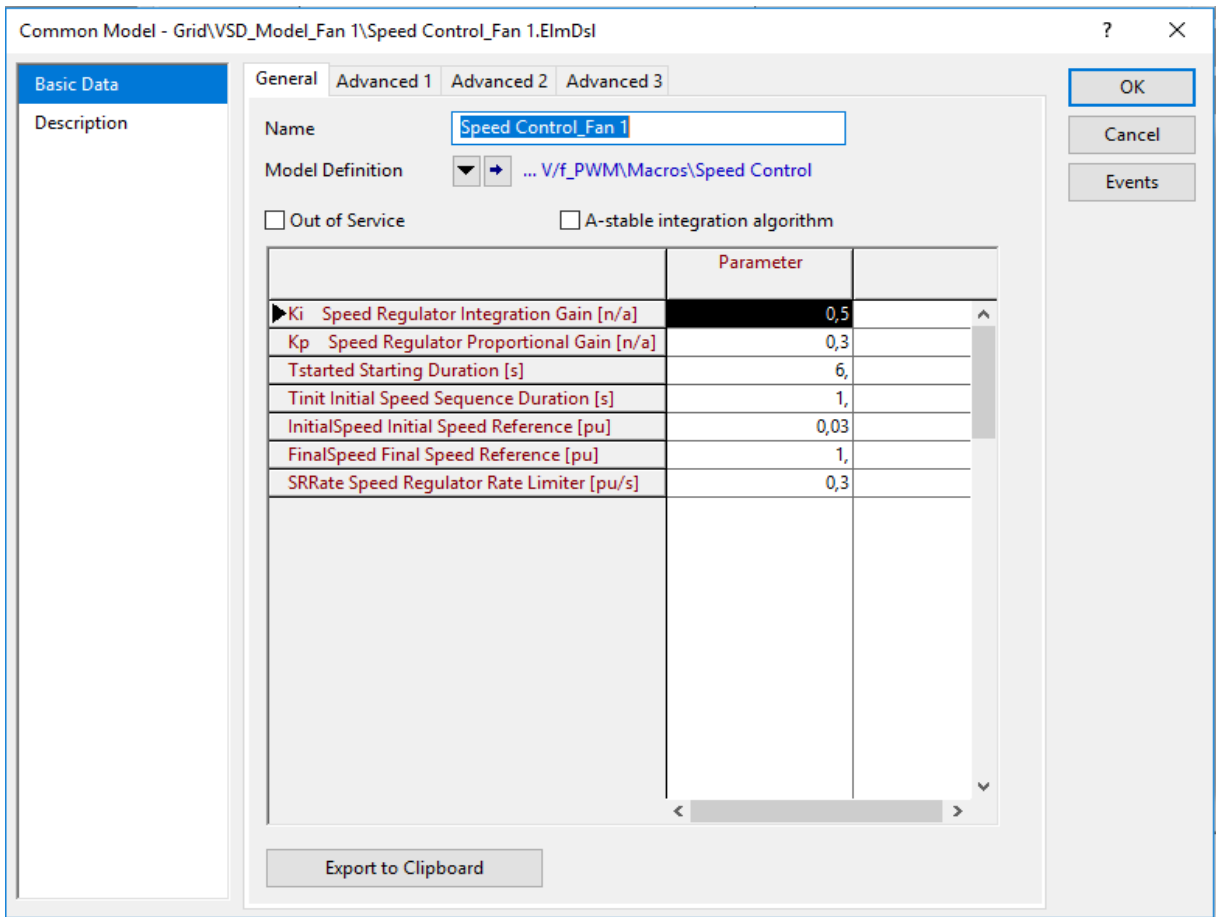 Common Model - Grid\VSD_Model_Fan 1\Speed Control_Fan 1.ElmDsl ?
Basic Data
Description
General Advanced 1 Advanced 2 Advanced 3
OK
Cancel
Events
Name Speed Control_Fan 1
Model Definition ... V/f_PWM\Macros\Speed Control
Out of Service A-stable integration algorithm
Parameter
Ki Speed Regulator Integration Gain [n/a] 0,5
Kp Speed Regulator Proportional Gain [n/a] 0,3
Tstarted Starting Duration [s] 6,
Tinit Initial Speed Sequence Duration [s] 1,
InitialSpeed Initial Speed Reference [pu] 0,03
FinalSpeed Final Speed Reference [pu] 1,
SRRate Speed Regulator Rate Limiter [pu/s] 0,3
Export to Clipboard